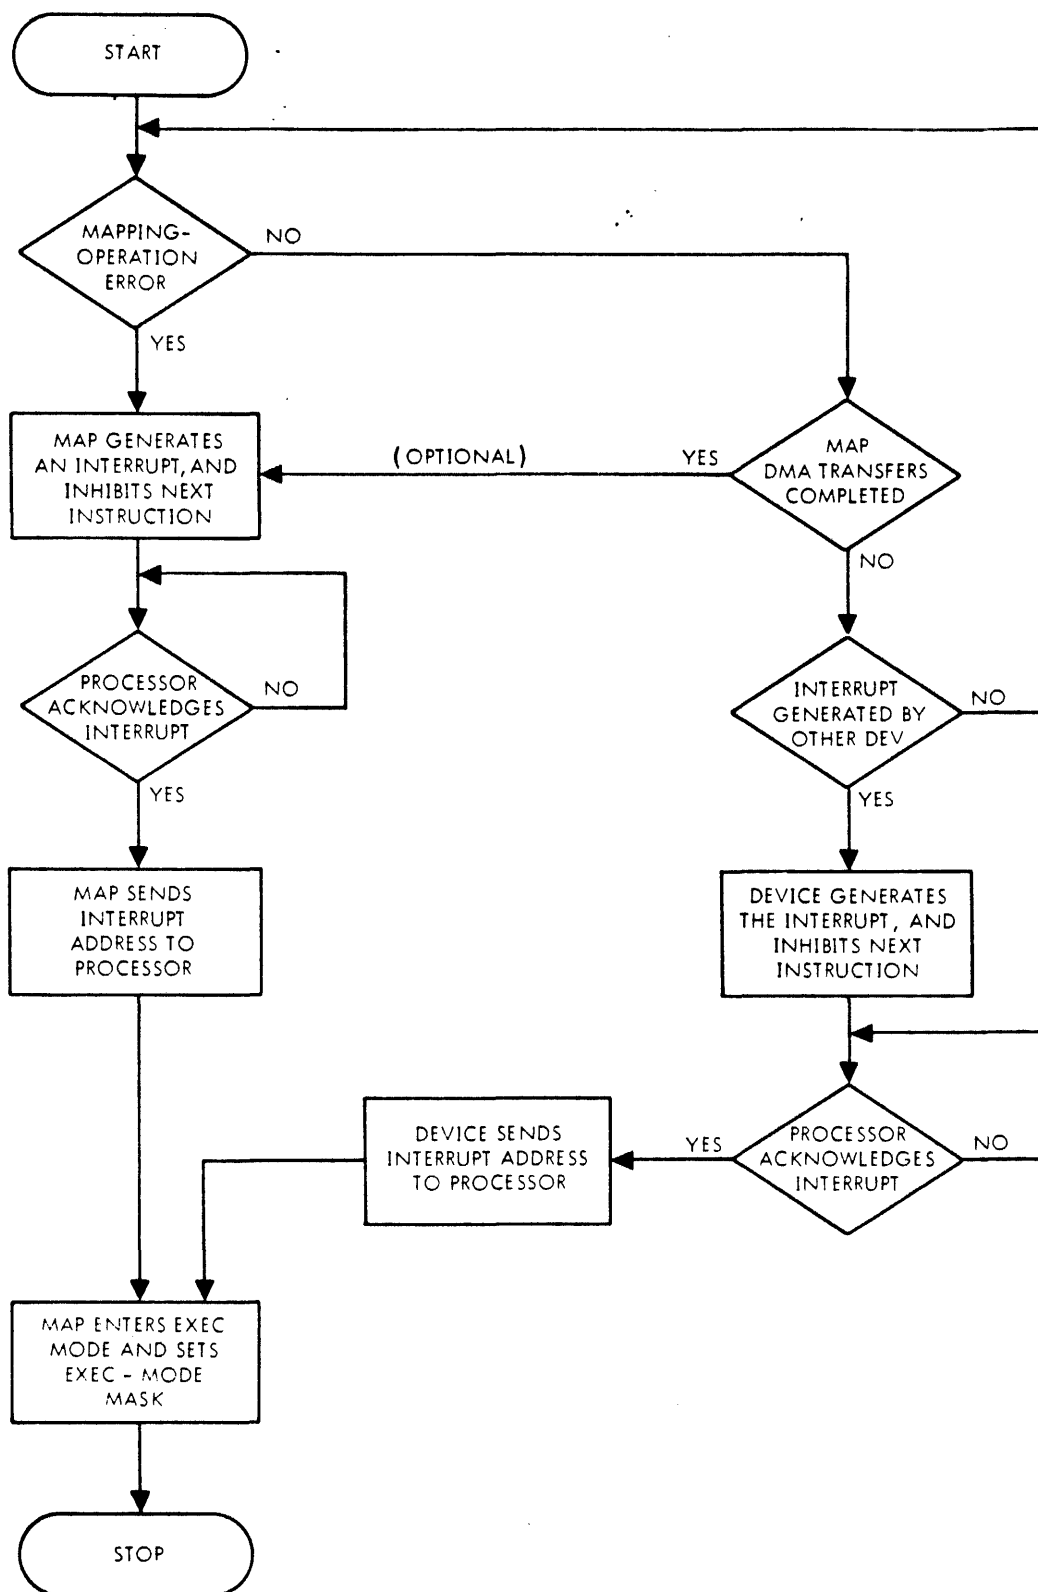 START
MAPPING-
OPERATION
ERROR
NO
YES
MAP GENERATES
AN INTERRUPT, AND
INHIBITS NEXT
INSTRUCTION
(OPTIONAL)
YES
MAP
DMA TRANSFERS
COMPLETED
NO
PROCESSOR
ACKNOWLEDGES
INTERRUPT
NO
YES
INTERRUPT
GENERATED BY
OTHER DEV
NO
YES
MAP SENDS
INTERRUPT
ADDRESS TO
PROCESSOR
DEVICE GENERATES
THE INTERRUPT, AND
INHIBITS NEXT
INSTRUCTION
DEVICE SENDS
INTERRUPT ADDRESS
TO PROCESSOR
YES
PROCESSOR
ACKNOWLEDGES
INTERRUPT
NO
MAP ENTERS EXEC
MODE AND SETS
EXEC - MODE
MASK
STOP